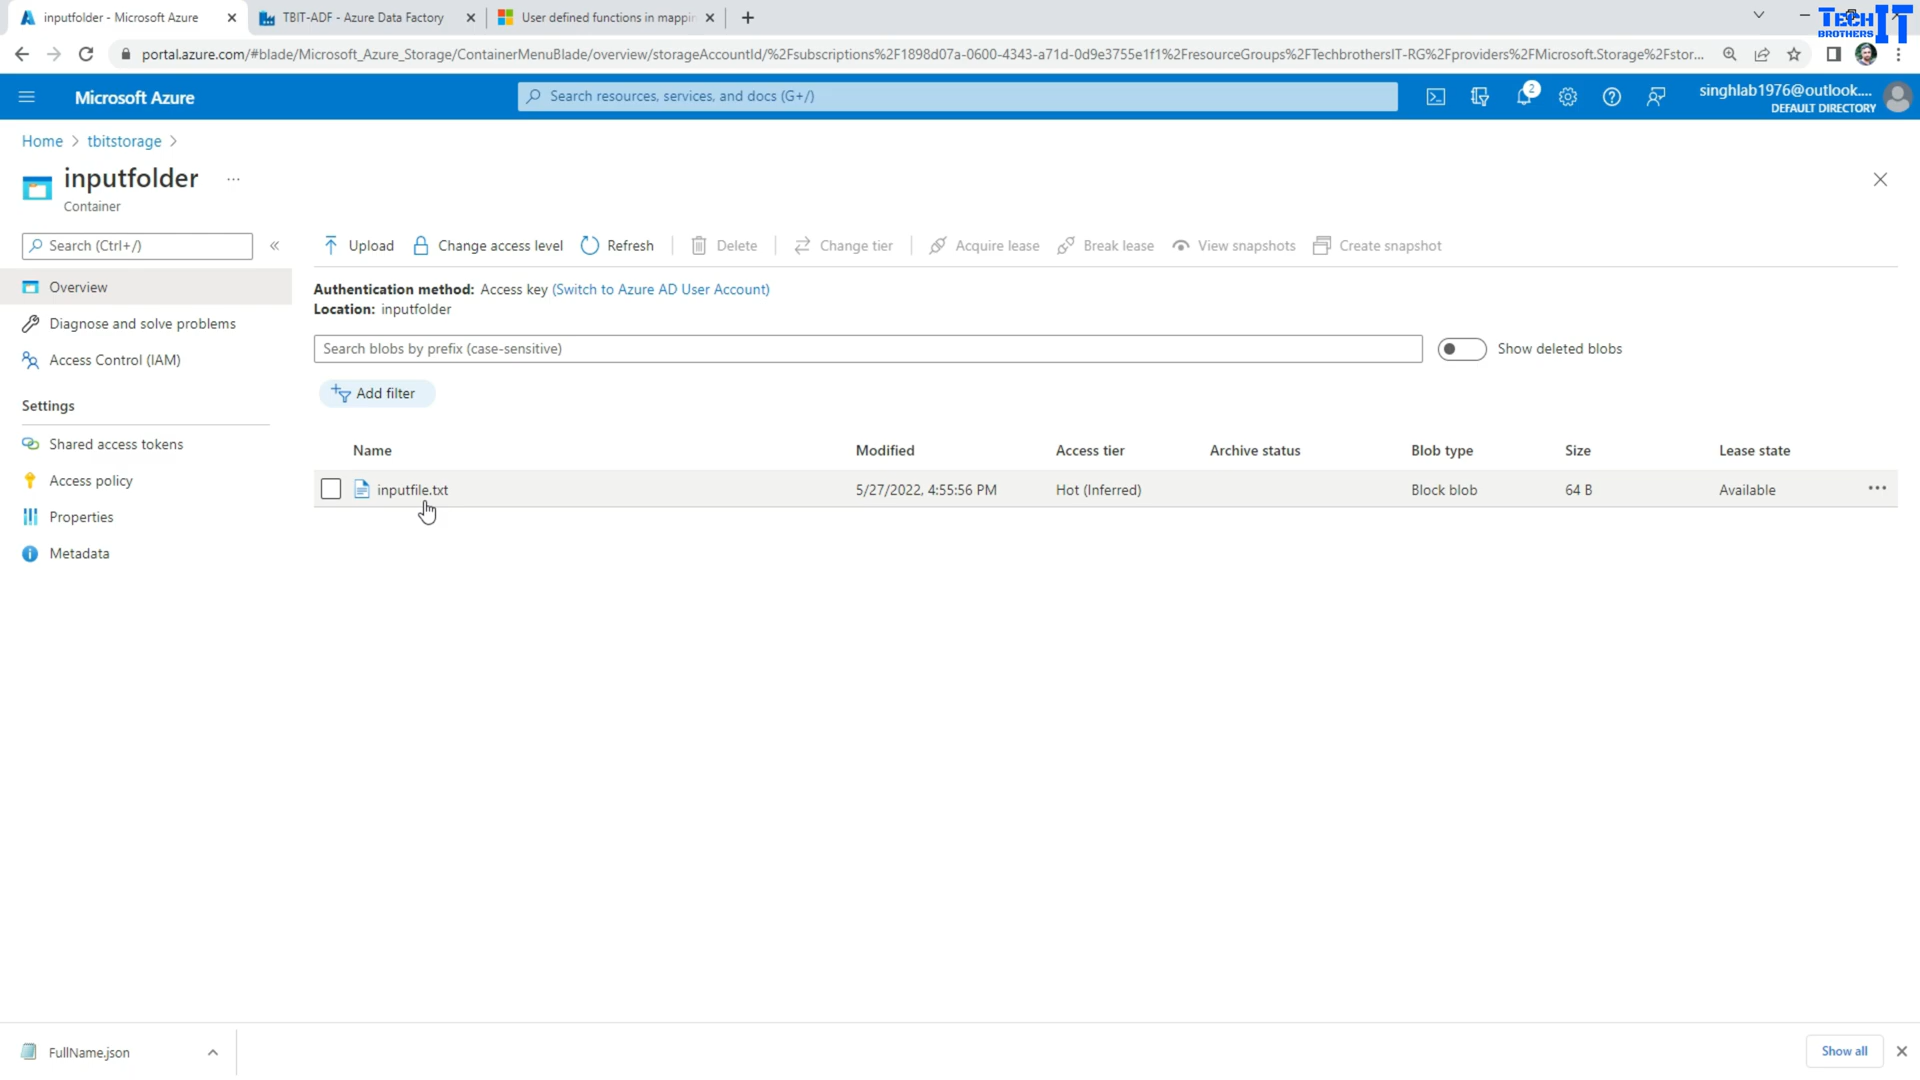 inputfolder - Microsoft Azure
TBIT-ADF - Azure Data Factory
User defined functions in mappin
TECH IT
BROTHERS
portal.azure.com/#blade/Microsoft_Azure_Storage/ContainerMenuBlade/overview/storageAccountId/%2Fsubscriptions%2F1898d07a-0600-4343-a71d-0d9e3755e1f1%2FresourceGroups%2FTechbrothersIT-RG%2Fproviders%2FMicrosoft.Storage%2Fstor...
Microsoft Azure
Search resources, services, and docs (G+/)
2
singhlab1976@outlook....
DEFAULT DIRECTORY
Home
tbitstorage
inputfolder
...
Container
Search (Ctrl+/)
Upload
Change access level
Refresh
Delete
Change tier
Acquire lease
Break lease
View snapshots
Create snapshot
Overview
Diagnose and solve problems
Access Control (IAM)
Settings
Shared access tokens
Access policy
Properties
Metadata
Authentication method: Access key (Switch to Azure AD User Account)
Location: inputfolder
Search blobs by prefix (case-sensitive)
Show deleted blobs
Add filter
Name Modified Access tier Archive status Blob type Size Lease state
inputfile.txt 5/27/2022, 4:55:56 PM Hot (Inferred) Block blob 64 B Available
FullName.json
Show all